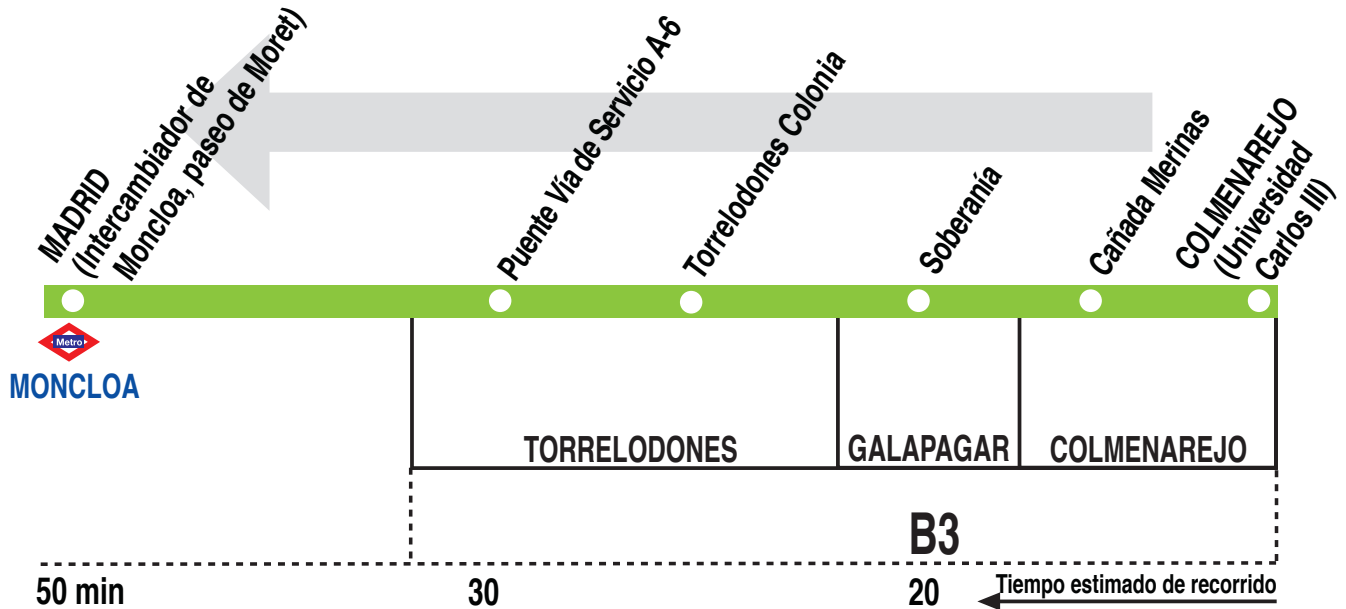 MADRID
(Intercambiador de
Moncloa, paseo de Moret)
Puente Vía de Servicio A-6
Torrelodones Colonia
Soberanía
Cañada Merinas
COLMENAREJO
(Universidad
Carlos III)
Metro
MONCLOA
TORRELODONES
GALAPAGAR
COLMENAREJO
B3
50 min
30
20
Tiempo estimado de recorrido